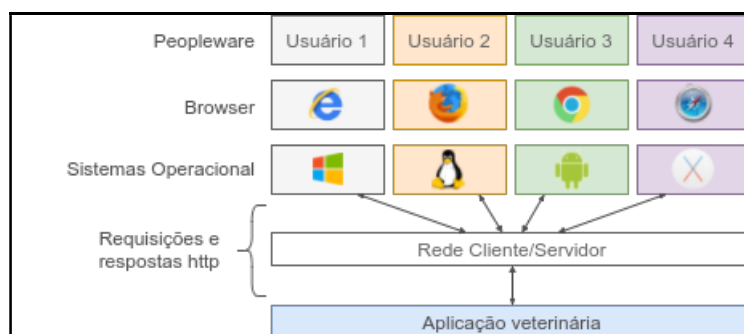 Peopleware
Usuário 1
Usuário 2
Usuário 3
Usuário 4
Browser
Sistemas Operacional
Requisições e
respostas http
Rede Cliente/Servidor
Aplicação veterinária